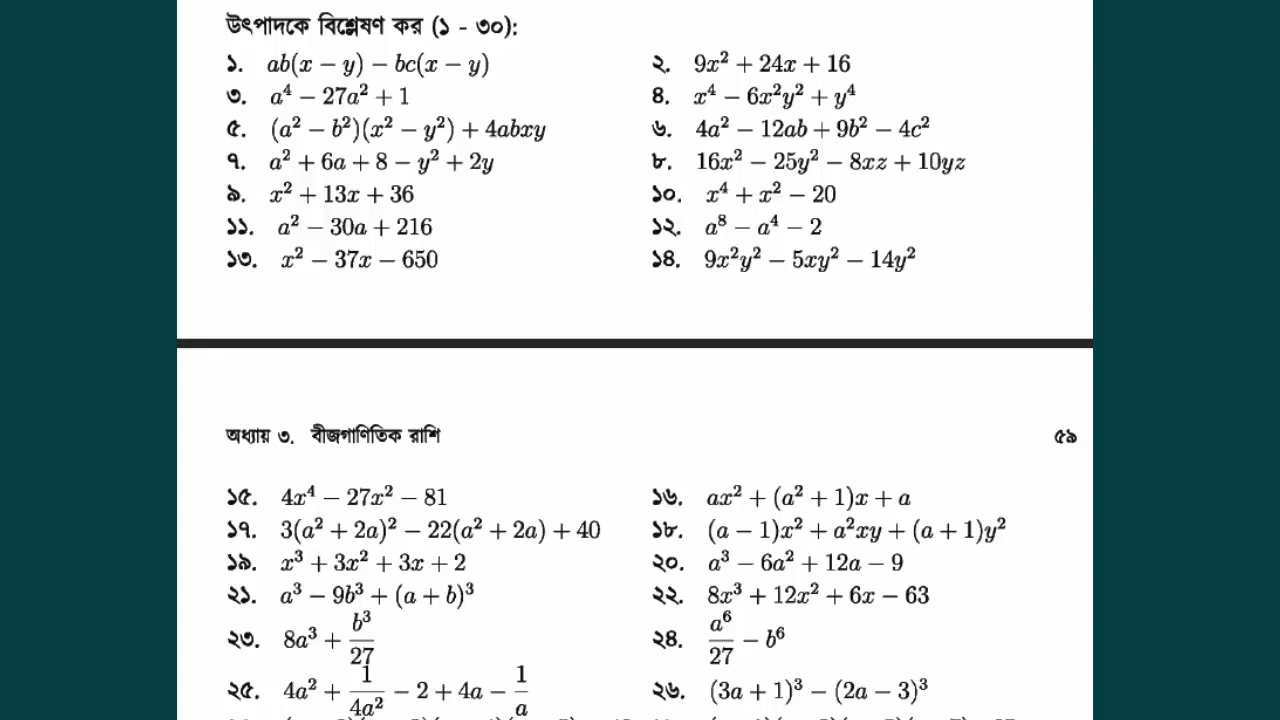 উৎপাদকে বিশ্লেষণ কর (১ - ৩০):
১. ab(x − y) − bc(x − y) ২. 9x² + 24x + 16
৩. a⁴ − 27a² + 1 ৪. x⁴ − 6x²y² + y⁴
৫. (a² − b²)(x² − y²) + 4abxy ৬. 4a² − 12ab + 9b² − 4c²
৭. a² + 6a + 8 − y² + 2y ৮. 16x² − 25y² − 8xz + 10yz
৯. x² + 13x + 36 ১০. x⁴ + x² − 20
১১. a² − 30a + 216 ১২. a⁸ − a⁴ − 2
১৩. x² − 37x − 650 ১৪. 9x²y² − 5xy² − 14y²
অধ্যায় ৩. বীজগাণিতিক রাশি ৫৯
১৫. 4x⁴ − 27x² − 81 ১৬. ax² + (a² + 1)x + a
১৭. 3(a² + 2a)² − 22(a² + 2a) + 40 ১৮. (a − 1)x² + a²xy + (a + 1)y²
১৯. x³ + 3x² + 3x + 2 ২০. a³ − 6a² + 12a − 9
২১. a³ − 9b³ + (a + b)³ ২২. 8x³ + 12x² + 6x − 63
২৩. 8a³ + b³/27 ২৪. a⁶/27 − b⁶
২৫. 4a² + 1/4a² − 2 + 4a − 1/a ২৬. (3a + 1)³ − (2a − 3)³